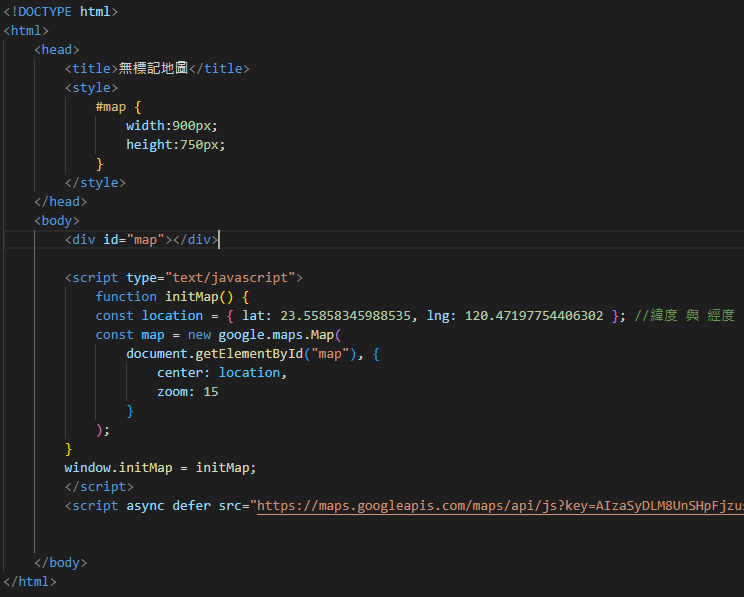 <!DOCTYPE html>
<html>
<head>
<title>無標記地圖</title>
<style>
#map {
width:900px;
height:750px;
}
</style>
</head>
<body>
<div id="map"></div>
<script type="text/javascript">
function initMap() {
const location = { lat: 23.55858345988535, lng: 120.47197754406302 }; //緯度 與 經度
const map = new google.maps.Map(
document.getElementById("map"), {
center: location,
zoom: 15
}
);
}
window.initMap = initMap;
</script>
<script async defer src="https://maps.googleapis.com/maps/api/js?key=AIzaSyDLM8UnSHpFjzu
</body>
</html>